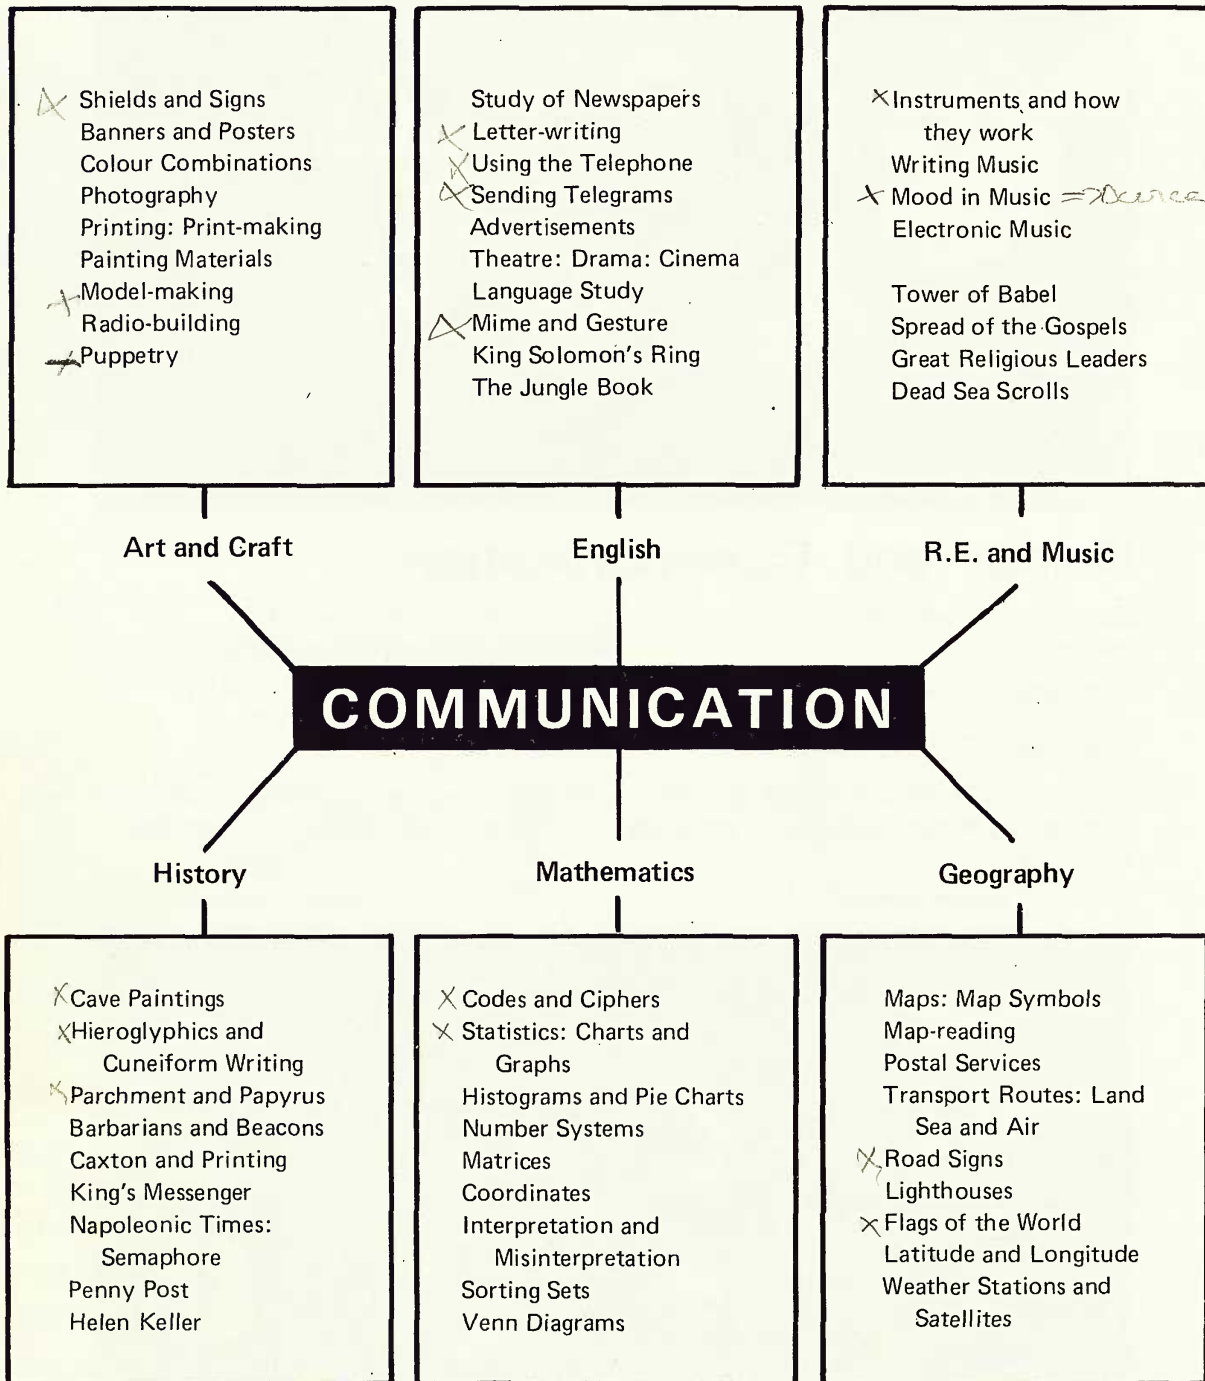 Shields and Signs
Banners and Posters
Colour Combinations
Photography
Printing: Print-making
Painting Materials
Model-making
Radio-building
Puppetry
Art and Craft
Study of Newspapers
Letter-writing
Using the Telephone
Sending Telegrams
Advertisements
Theatre: Drama: Cinema
Language Study
Mime and Gesture
King Solomon's Ring
The Jungle Book
English
Instruments and how
they work
Writing Music
Mood in Music => Dance
Electronic Music
Tower of Babel
Spread of the Gospels
Great Religious Leaders
Dead Sea Scrolls
R.E. and Music
COMMUNICATION
History
Cave Paintings
Hieroglyphics and
Cuneiform Writing
Parchment and Papyrus
Barbarians and Beacons
Caxton and Printing
King's Messenger
Napoleonic Times:
Semaphore
Penny Post
Helen Keller
Mathematics
Codes and Ciphers
Statistics: Charts and
Graphs
Histograms and Pie Charts
Number Systems
Matrices
Coordinates
Interpretation and
Misinterpretation
Sorting Sets
Venn Diagrams
Geography
Maps: Map Symbols
Map-reading
Postal Services
Transport Routes: Land
Sea and Air
Road Signs
Lighthouses
Flags of the World
Latitude and Longitude
Weather Stations and
Satellites